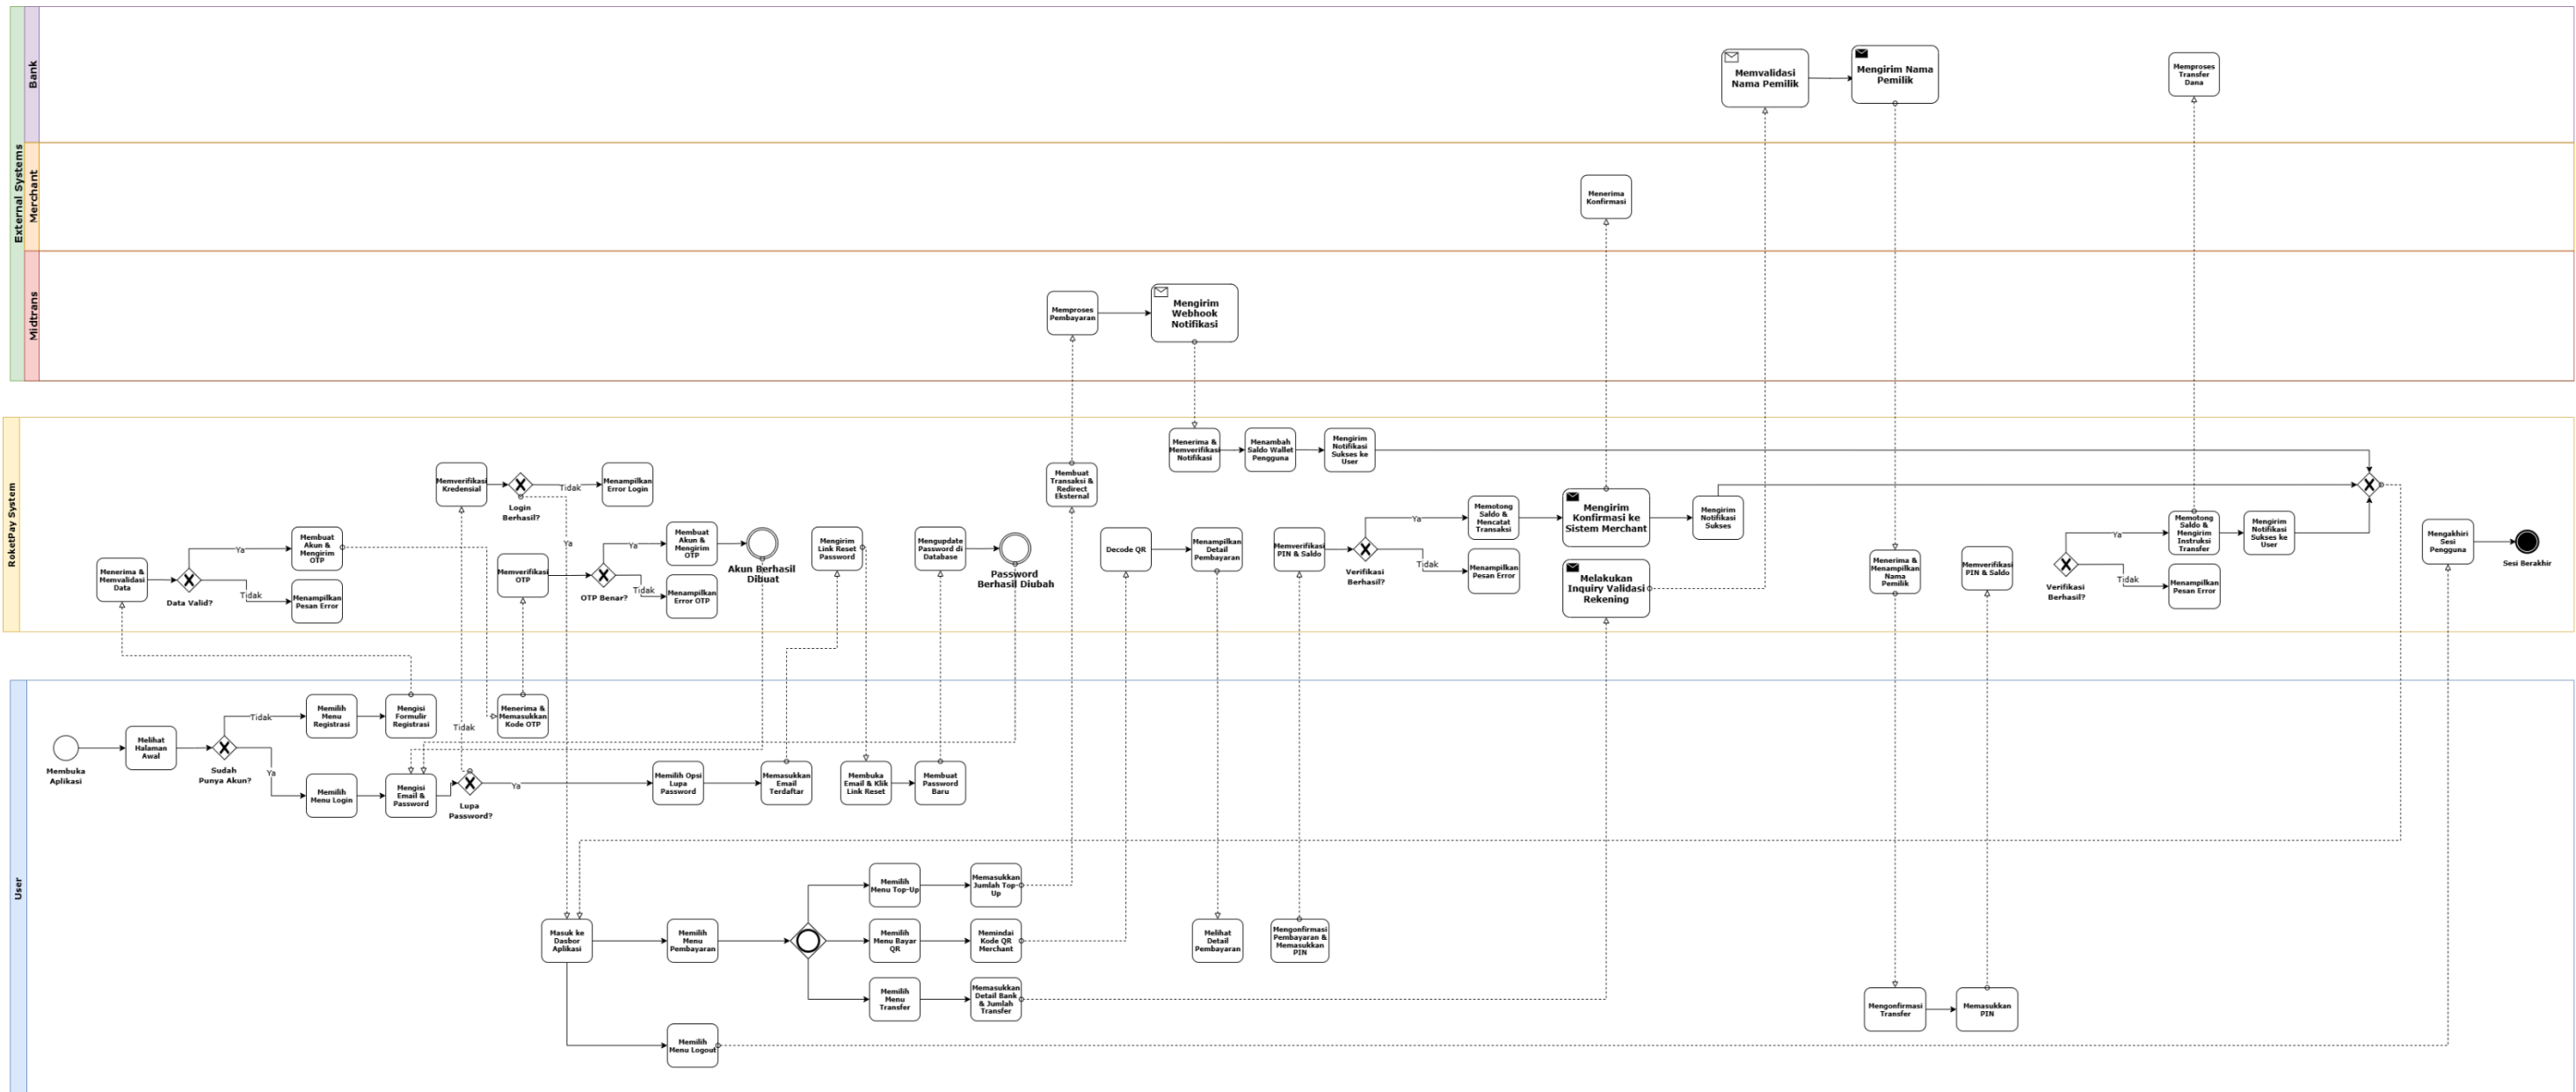 External Systems
Bank
Memvalidasi
Nama Pemilik
Mengirim Nama
Pemilik
Memproses
Transfer
Dana
Merchant
Menerima
Konfirmasi
Midtrans
Memproses
Pembayaran
Mengirim
Webhook
Notifikasi
RoketPay System
Menerima &
Memverifikasi
Notifikasi
Menambah
Saldo Wallet
Pengguna
Mengirim
Notifikasi
Sukses ke
User
Memverifikasi
Kredensial
Login
Berhasil?
Tidak
Menampilkan
Error Login
Ya
Membuat
Transaksi &
Redirect
Eksternal
Menerima &
Memvalidasi
Data
Data Valid?
Ya
Tidak
Membuat
Akun &
Mengirim
OTP
Menampilkan
Pesan Error
Memverifikasi
OTP
OTP Benar?
Ya
Tidak
Membuat
Akun &
Mengirim
OTP
Menampilkan
Error OTP
Akun Berhasil
Dibuat
Mengirim
Link Reset
Password
Mengupdate
Password di
Database
Password
Berhasil Diubah
Decode QR
Menampilkan
Detail
Pembayaran
Memverifikasi
PIN & Saldo
Verifikasi
Berhasil?
Ya
Tidak
Memotong
Saldo &
Mencatat
Transaksi
Menampilkan
Pesan Error
Mengirim
Konfirmasi ke
Sistem Merchant
Mengirim
Notifikasi
Sukses
Melakukan
Inquiry Validasi
Rekening
Menerima &
Menampilkan
Nama
Pemilik
Memverifikasi
PIN & Saldo
Verifikasi
Berhasil?
Ya
Tidak
Memotong
Saldo &
Mengirim
Instruksi
Transfer
Mengirim
Notifikasi
Sukses ke
User
Menampilkan
Pesan Error
Mengakhiri
Sesi
Pengguna
Sesi Berakhir
User
Membuka
Aplikasi
Melihat
Halaman
Awal
Sudah
Punya Akun?
Tidak
Ya
Memilih
Menu
Registrasi
Mengisi
Formulir
Registrasi
Menerima &
Memasukkan
Kode OTP
Memilih
Menu Login
Mengisi
Email &
Password
Tidak
Lupa
Password?
Ya
Memilih Opsi
Lupa
Password
Memasukkan
Email
Terdaftar
Membuka
Email & Klik
Link Reset
Membuat
Password
Baru
Masuk ke
Dasbor
Aplikasi
Memilih
Menu
Pembayaran
Memilih
Menu Top-Up
Memasukkan
Jumlah Top-
Up
Memilih
Menu Bayar
QR
Memindai
Kode QR
Merchant
Memilih
Menu
Transfer
Memasukkan
Detail Bank
& Jumlah
Transfer
Memilih
Menu Logout
Melihat
Detail
Pembayaran
Mengonfirmasi
Pembayaran &
Memasukkan
PIN
Mengonfirmasi
Transfer
Memasukkan
PIN